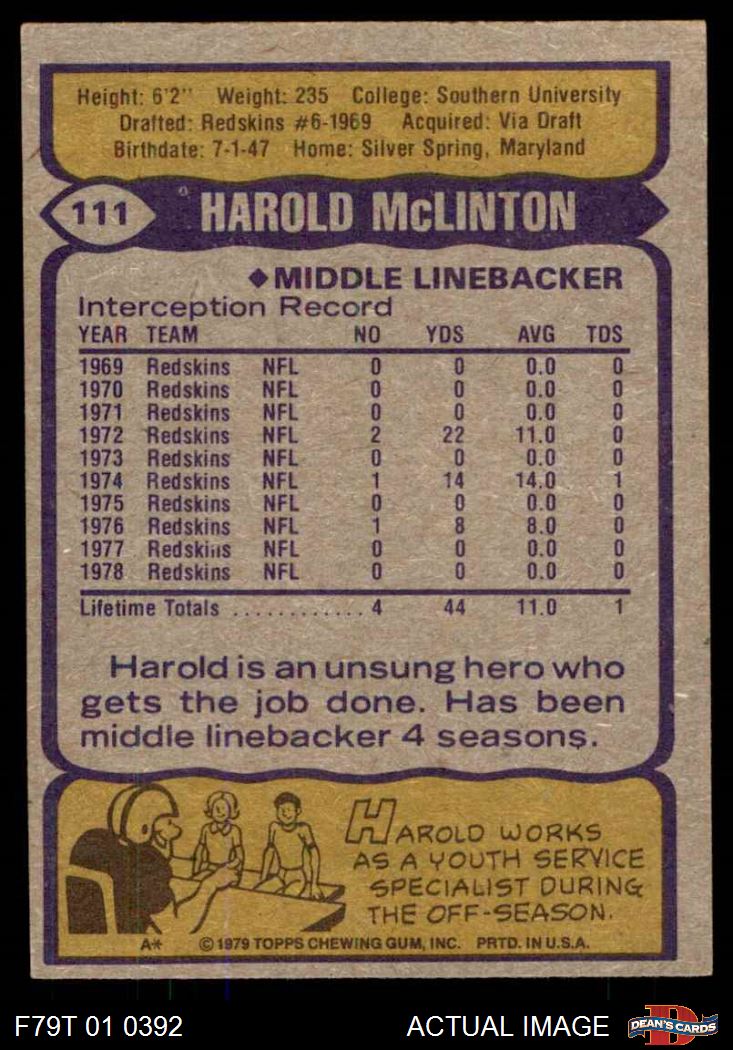 Height: 6'2" Weight: 235 College: Southern University
Drafted: Redskins #6-1969 Acquired: Via Draft
Birthdate: 7-1-47 Home: Silver Spring, Maryland
111 HAROLD McLINTON
◆MIDDLE LINEBACKER
Interception Record
YEAR TEAM NO YDS AVG TDS
1969 Redskins NFL 0 0 0.0 0
1970 Redskins NFL 0 0 0.0 0
1971 Redskins NFL 0 0 0.0 0
1972 Redskins NFL 2 22 11.0 0
1973 Redskins NFL 0 0 0.0 0
1974 Redskins NFL 1 14 14.0 1
1975 Redskins NFL 0 0 0.0 0
1976 Redskins NFL 1 8 8.0 0
1977 Redskins NFL 0 0 0.0 0
1978 Redskins NFL 0 0 0.0 0
Lifetime Totals ............ 4 44 11.0 1
Harold is an unsung hero who
gets the job done. Has been
middle linebacker 4 seasons.
HAROLD WORKS
AS A YOUTH SERVICE
SPECIALIST DURING
THE OFF-SEASON.
A* © 1979 TOPPS CHEWING GUM, INC. PRTD. IN U.S.A.
F79T 01 0392 ACTUAL IMAGE DEAN'S CARDS